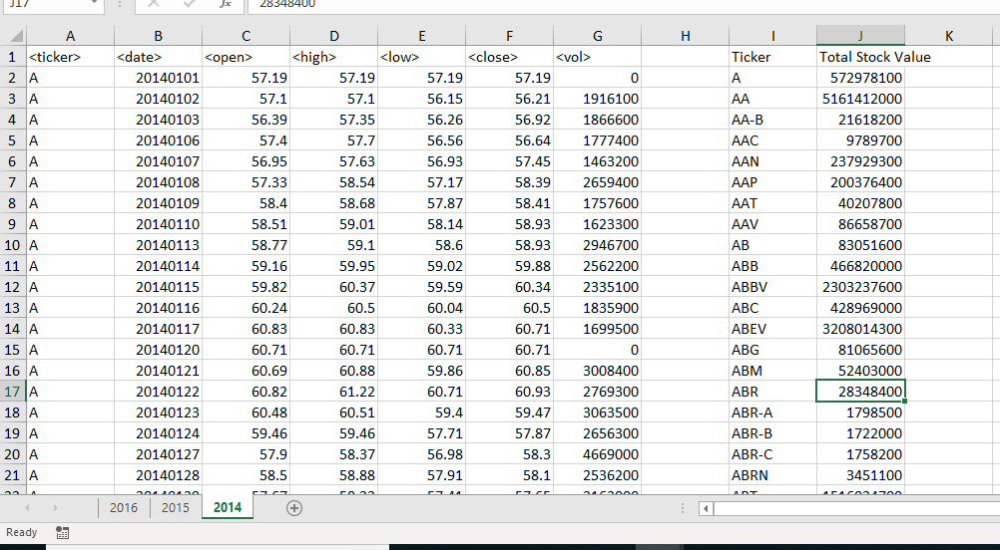 J17 fx 28348400
A B C D E F G H I J K
1 <ticker> <date> <open> <high> <low> <close> <vol> Ticker Total Stock Value
2 A 20140101 57.19 57.19 57.19 57.19 0 A 572978100
3 A 20140102 57.1 57.1 56.15 56.21 1916100 AA 5161412000
4 A 20140103 56.39 57.35 56.26 56.92 1866600 AA-B 21618200
5 A 20140106 57.4 57.7 56.56 56.64 1777400 AAC 9789700
6 A 20140107 56.95 57.63 56.93 57.45 1463200 AAN 237929300
7 A 20140108 57.33 58.54 57.17 58.39 2659400 AAP 200376400
8 A 20140109 58.4 58.68 57.87 58.41 1757600 AAT 40207800
9 A 20140110 58.51 59.01 58.14 58.93 1623300 AAV 86658700
10 A 20140113 58.77 59.1 58.6 58.93 2946700 AB 83051600
11 A 20140114 59.16 59.95 59.02 59.88 2562200 ABB 466820000
12 A 20140115 59.82 60.37 59.59 60.34 2335100 ABBV 2303237600
13 A 20140116 60.24 60.5 60.04 60.5 1835900 ABC 428969000
14 A 20140117 60.83 60.83 60.33 60.71 1699500 ABEV 3208014300
15 A 20140120 60.71 60.71 60.71 60.71 0 ABG 81065600
16 A 20140121 60.69 60.88 59.86 60.85 3008400 ABM 52403000
17 A 20140122 60.82 61.22 60.71 60.93 2769300 ABR 28348400
18 A 20140123 60.48 60.51 59.4 59.47 3063500 ABR-A 1798500
19 A 20140124 59.46 59.46 57.71 57.87 2656300 ABR-B 1722000
20 A 20140127 57.9 58.37 56.98 58.3 4669000 ABR-C 1758200
21 A 20140128 58.5 58.88 57.91 58.1 2536200 ABRN 3451100
2016 2015 2014
Ready